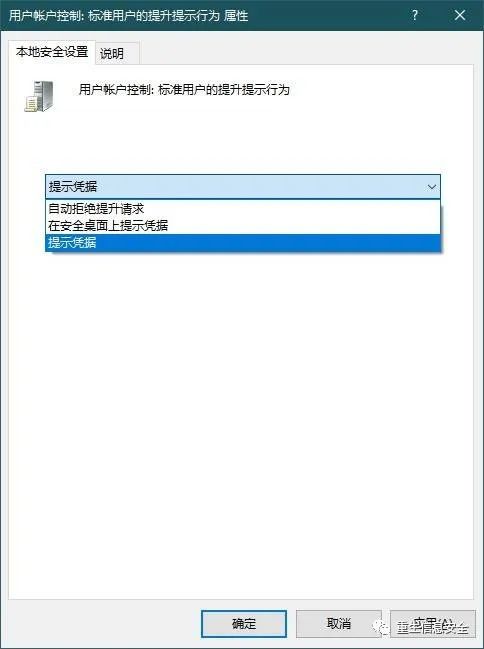 用户帐户控制: 标准用户的提升提示行为 属性
?
本地安全设置
说明
用户帐户控制: 标准用户的提升提示行为
提示凭据
自动拒绝提升请求
在安全桌面上提示凭据
提示凭据
确定
取消
重生信息安全